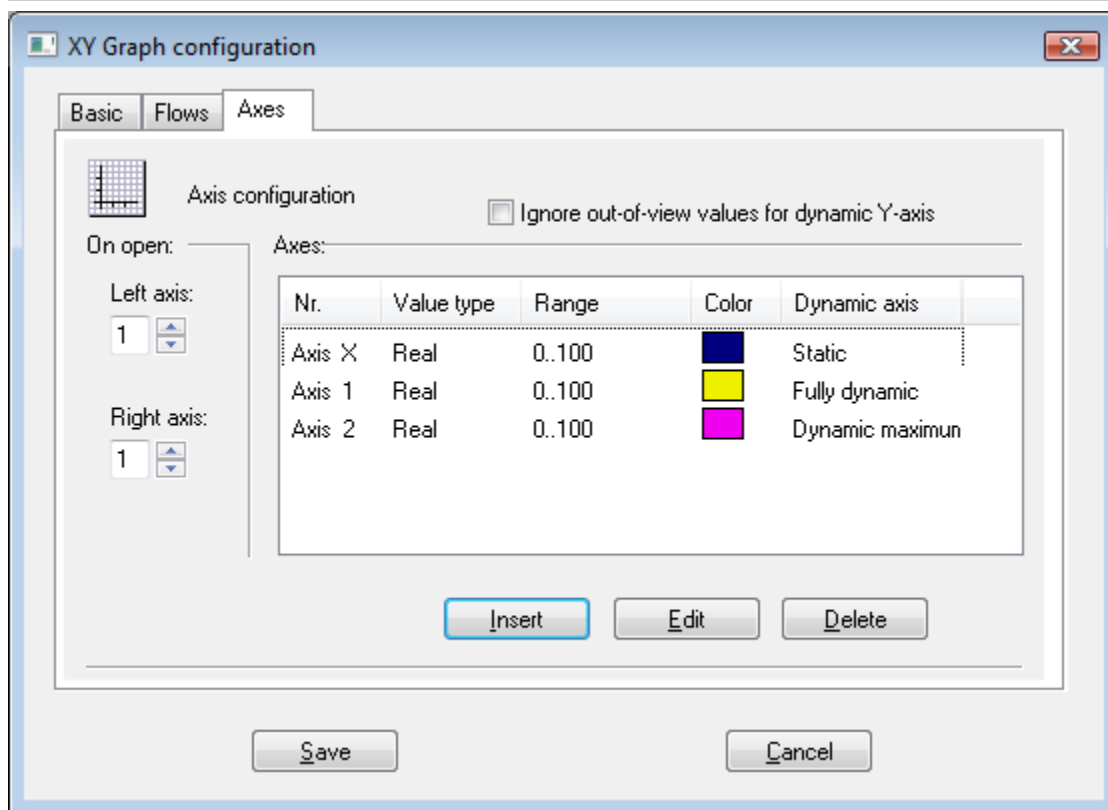 XY Graph configuration
Basic Flows Axes
Axis configuration
Ignore out-of-view values for dynamic Y-axis
On open:
Axes:
Left axis:
1
Right axis:
1
Nr. Value type Range Color Dynamic axis
Axis X Real 0..100 Static
Axis 1 Real 0..100 Fully dynamic
Axis 2 Real 0..100 Dynamic maximun
Insert Edit Delete
Save Cancel